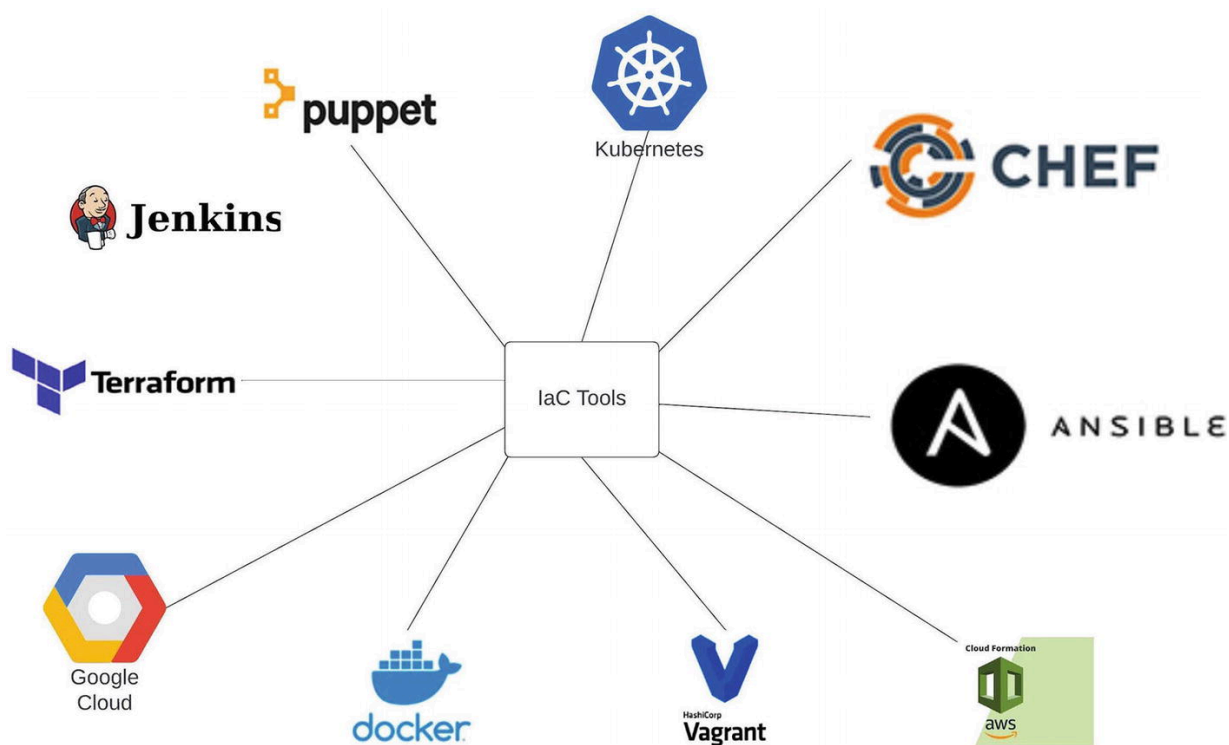 puppet
Kubernetes
CHEF
Jenkins
Terraform
IaC Tools
ANSIBLE
Google
Cloud
docker
HashiCorp
Vagrant
Cloud Formation
aws